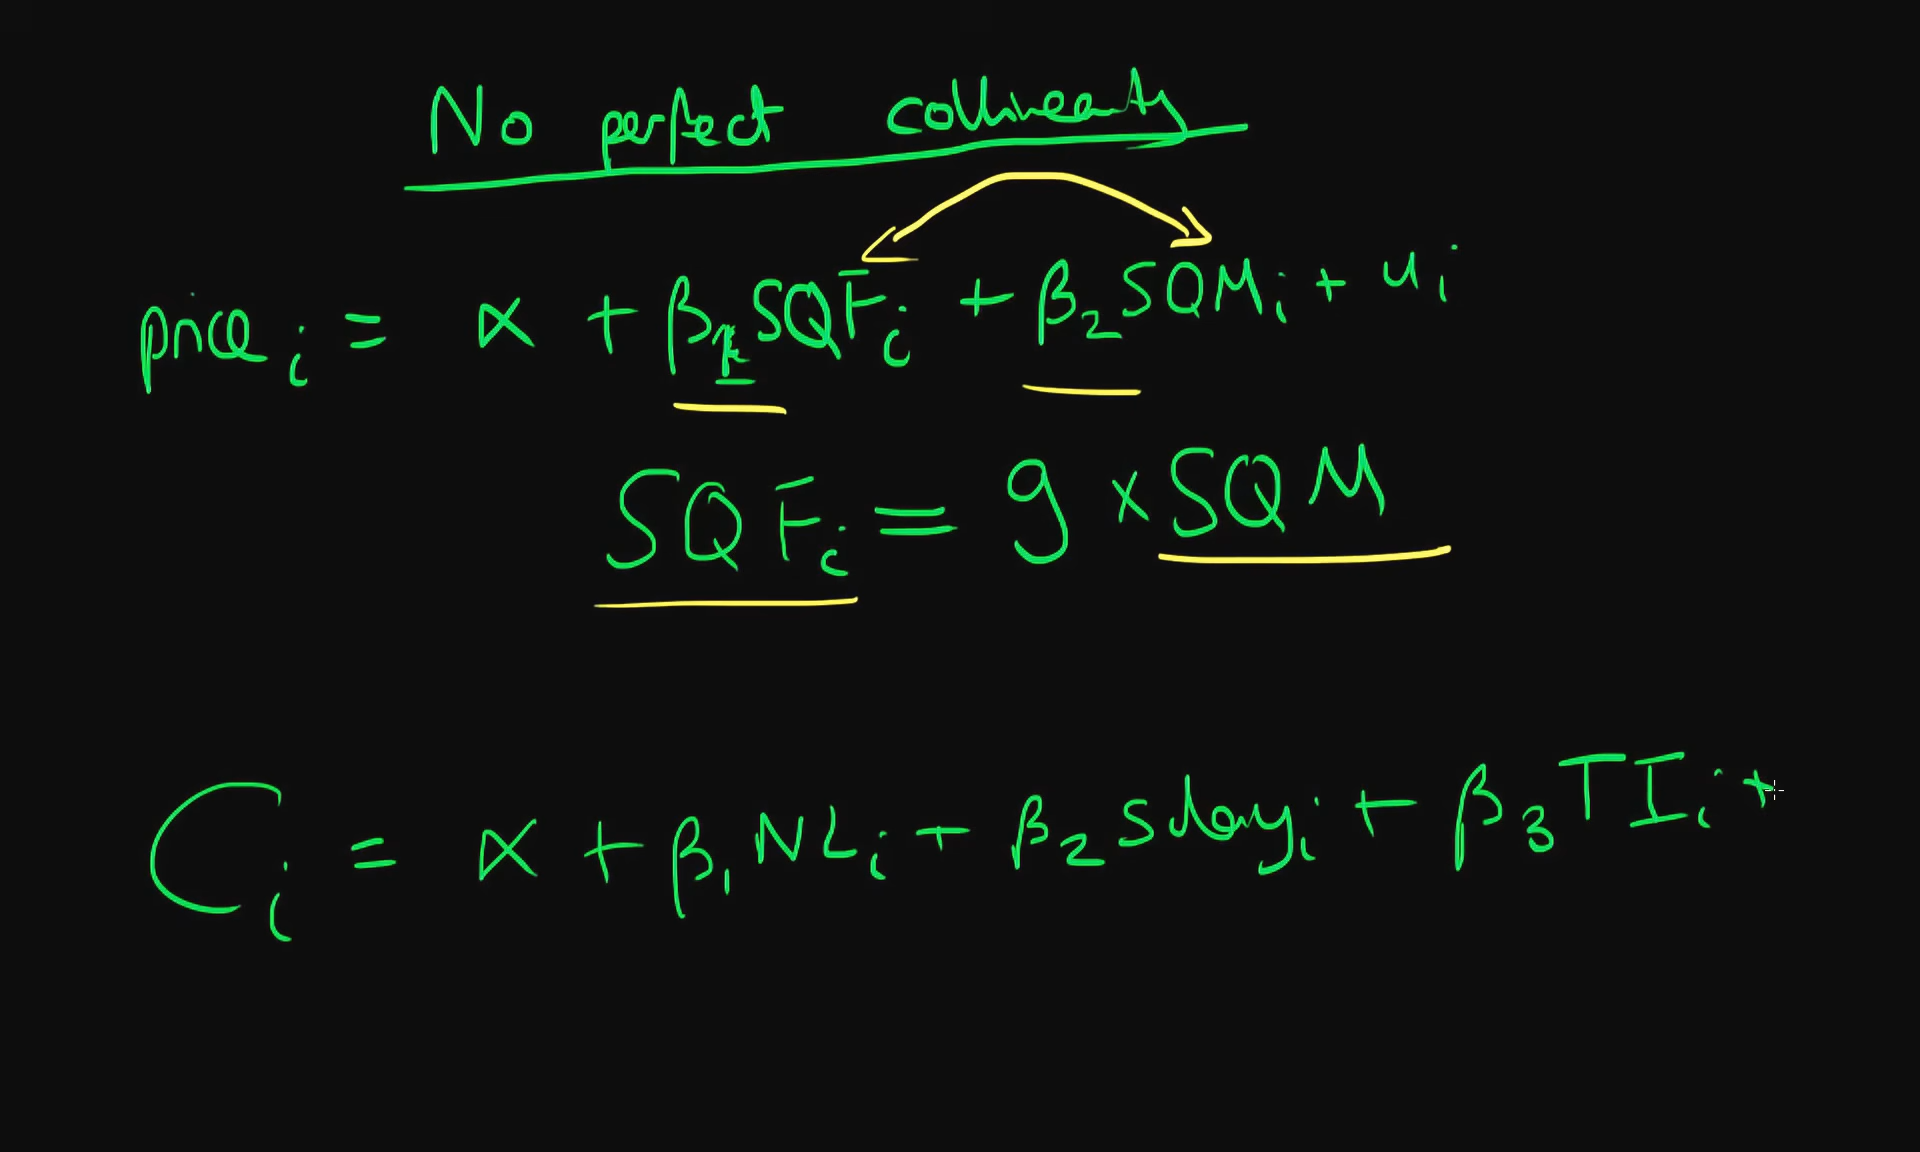 No perfect collinearity
priceᵢ = α + β₁SQFᵢ + β₂SQMᵢ + uᵢ
SQFᵢ = 9 × SQM
Cᵢ = α + β₁NLᵢ + β₂Salaryᵢ + β₃TIᵢ +